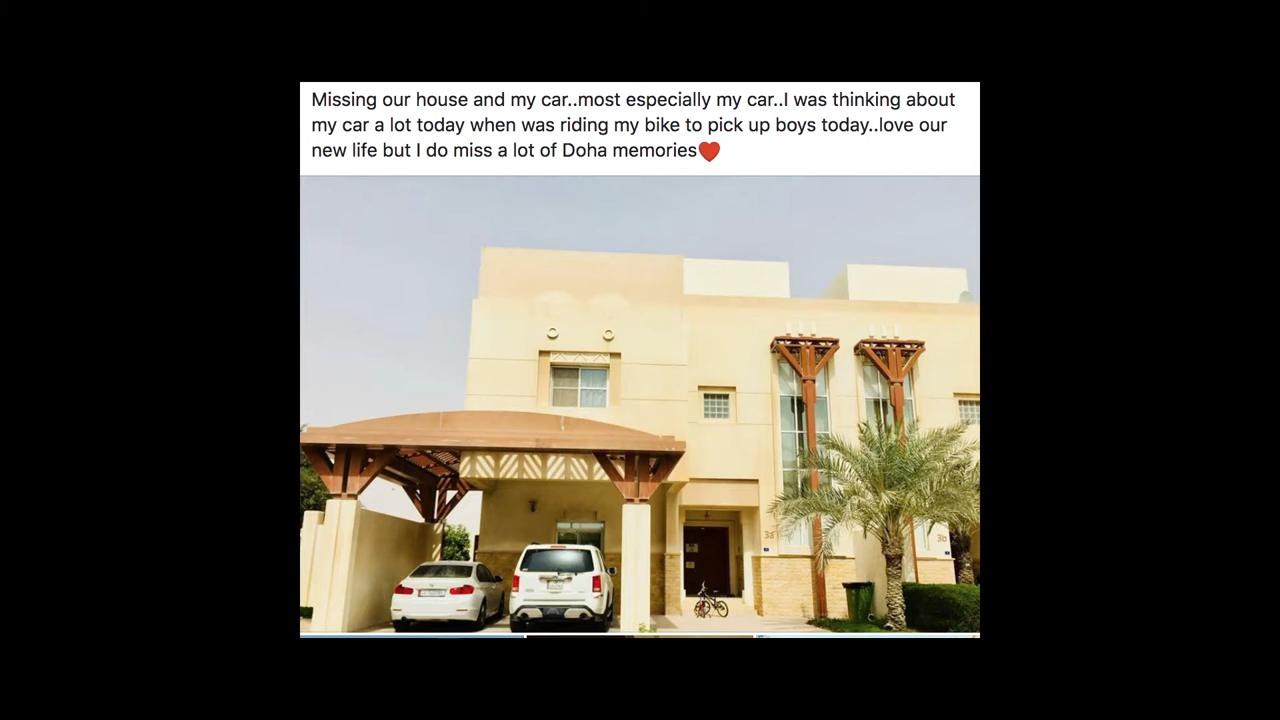 Missing our house and my car..most especially my car..I was thinking about
my car a lot today when was riding my bike to pick up boys today..love our
new life but I do miss a lot of Doha memories❤️
3a
3b